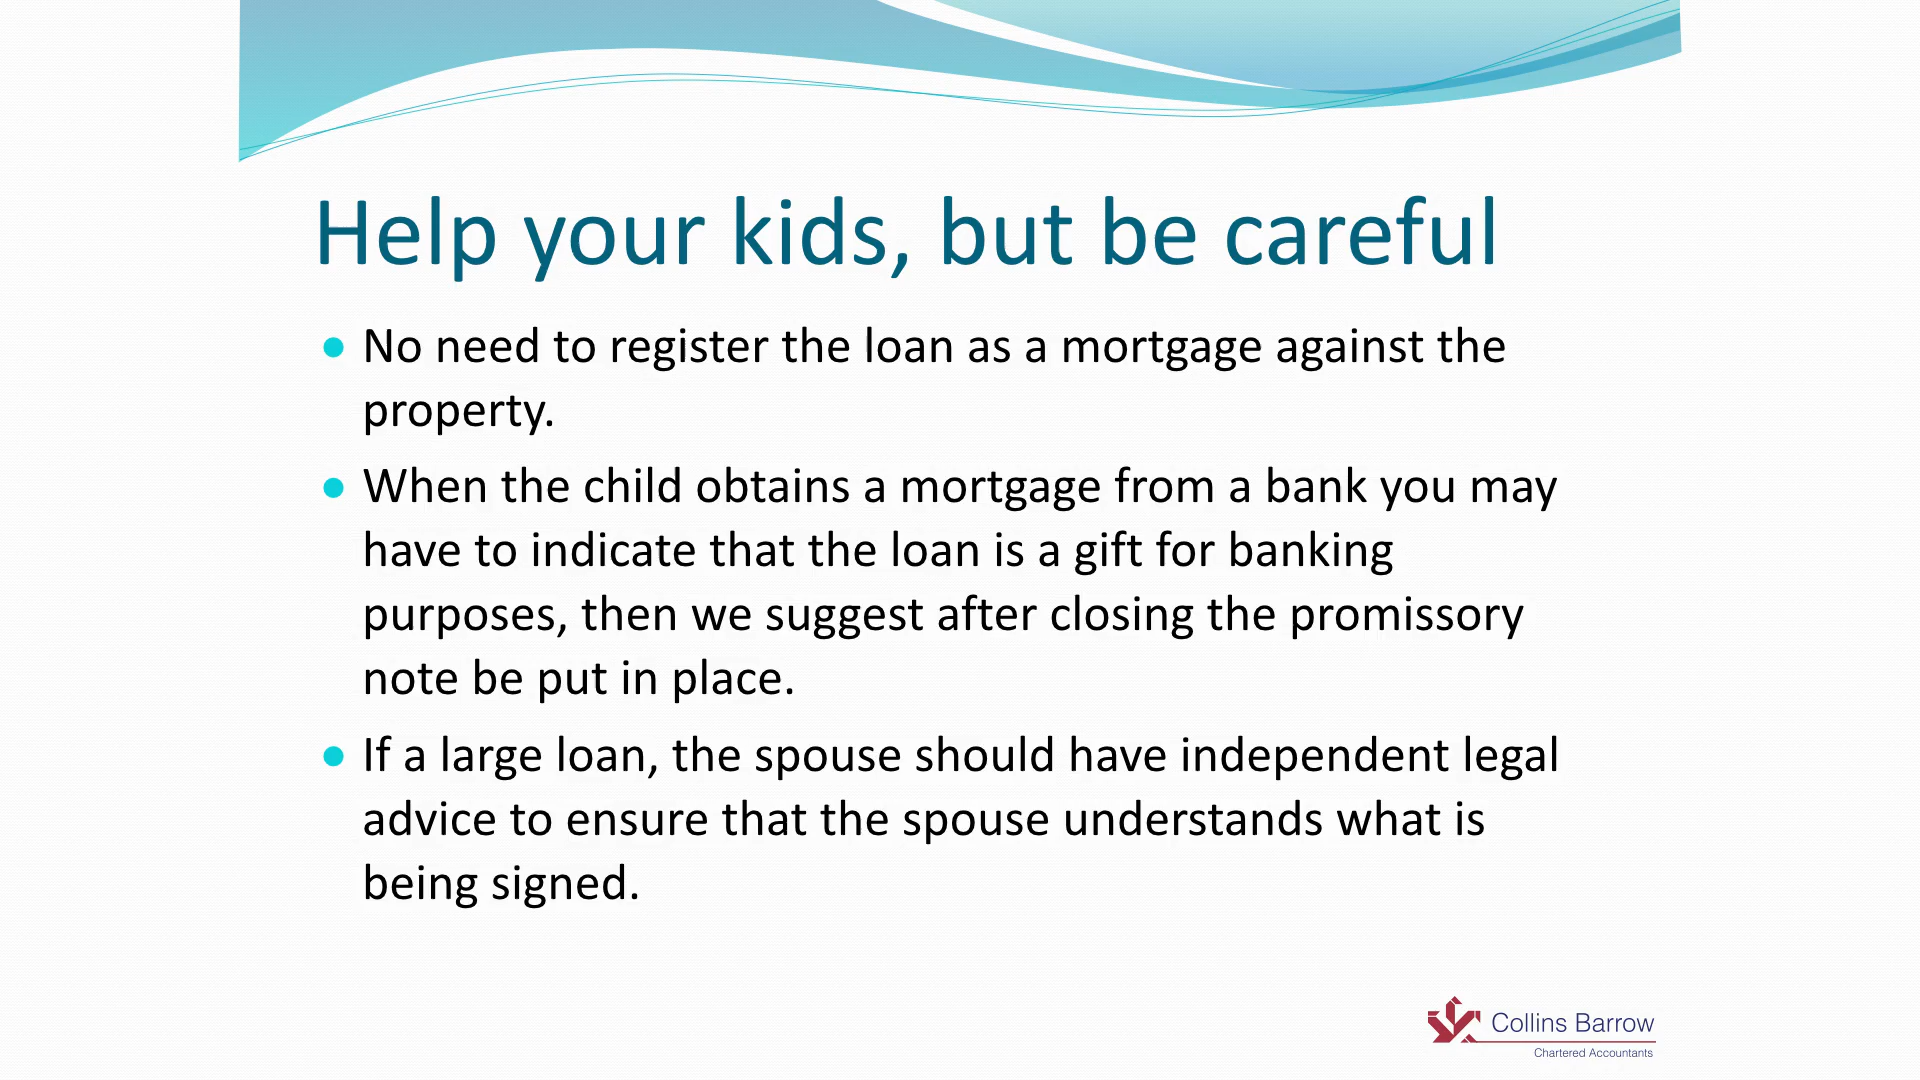 Help your kids, but be careful
• No need to register the loan as a mortgage against the
property.
• When the child obtains a mortgage from a bank you may
have to indicate that the loan is a gift for banking
purposes, then we suggest after closing the promissory
note be put in place.
• If a large loan, the spouse should have independent legal
advice to ensure that the spouse understands what is
being signed.
Collins Barrow
Chartered Accountants